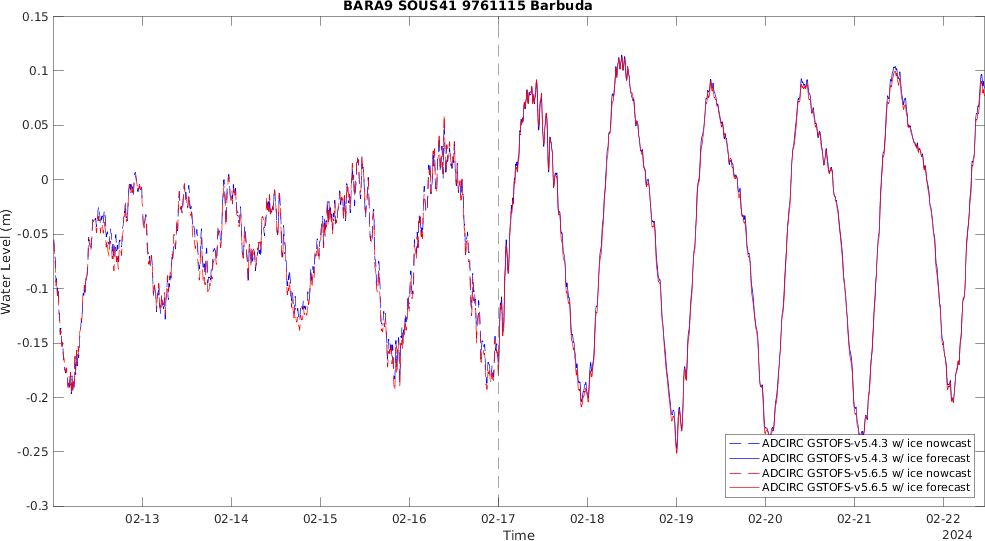 BARA9 SOUS41 9761115 Barbuda
0.15
0.1
0.05
0
-0.05
-0.1
-0.15
-0.2
-0.25
-0.3
Water Level (m)
ADCIRC GSTOFS-v5.4.3 w/ ice nowcast
ADCIRC GSTOFS-v5.4.3 w/ ice forecast
ADCIRC GSTOFS-v5.6.5 w/ ice nowcast
ADCIRC GSTOFS-v5.6.5 w/ ice forecast
02-13 02-14 02-15 02-16 02-17 02-18 02-19 02-20 02-21 02-22
Time
2024